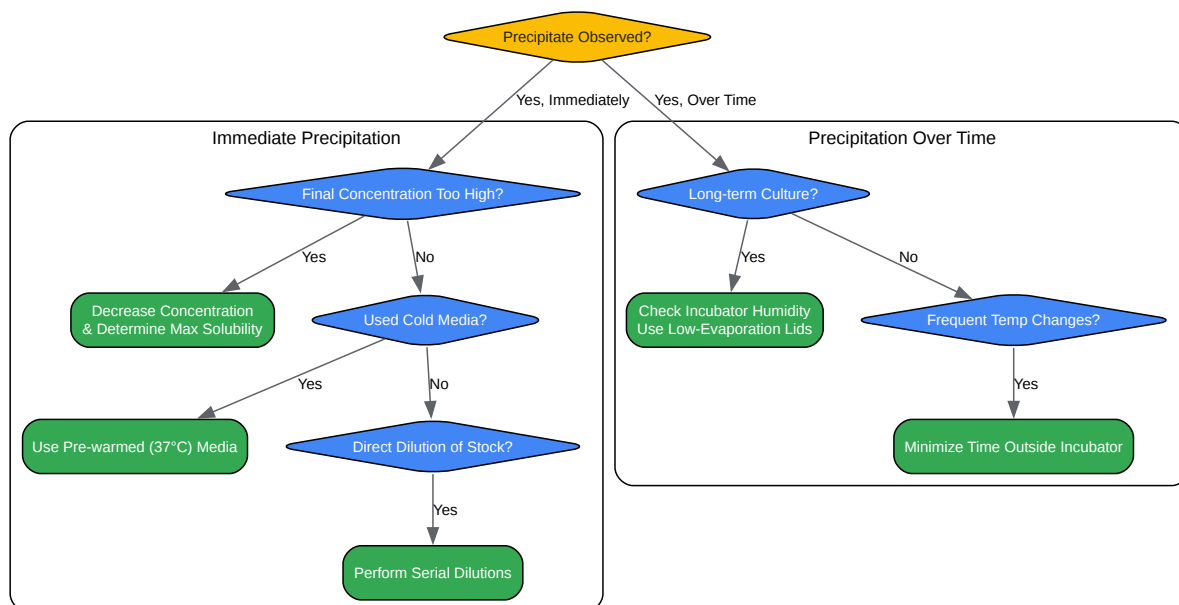 Precipitate Observed?
Yes, Immediately
Yes, Over Time
Immediate Precipitation
Final Concentration Too High?
Yes
No
Decrease Concentration
& Determine Max Solubility
Used Cold Media?
Yes
No
Use Pre-warmed (37°C) Media
Direct Dilution of Stock?
Yes
Perform Serial Dilutions
Precipitation Over Time
Long-term Culture?
Yes
No
Check Incubator Humidity
Use Low-Evaporation Lids
Frequent Temp Changes?
Yes
Minimize Time Outside Incubator